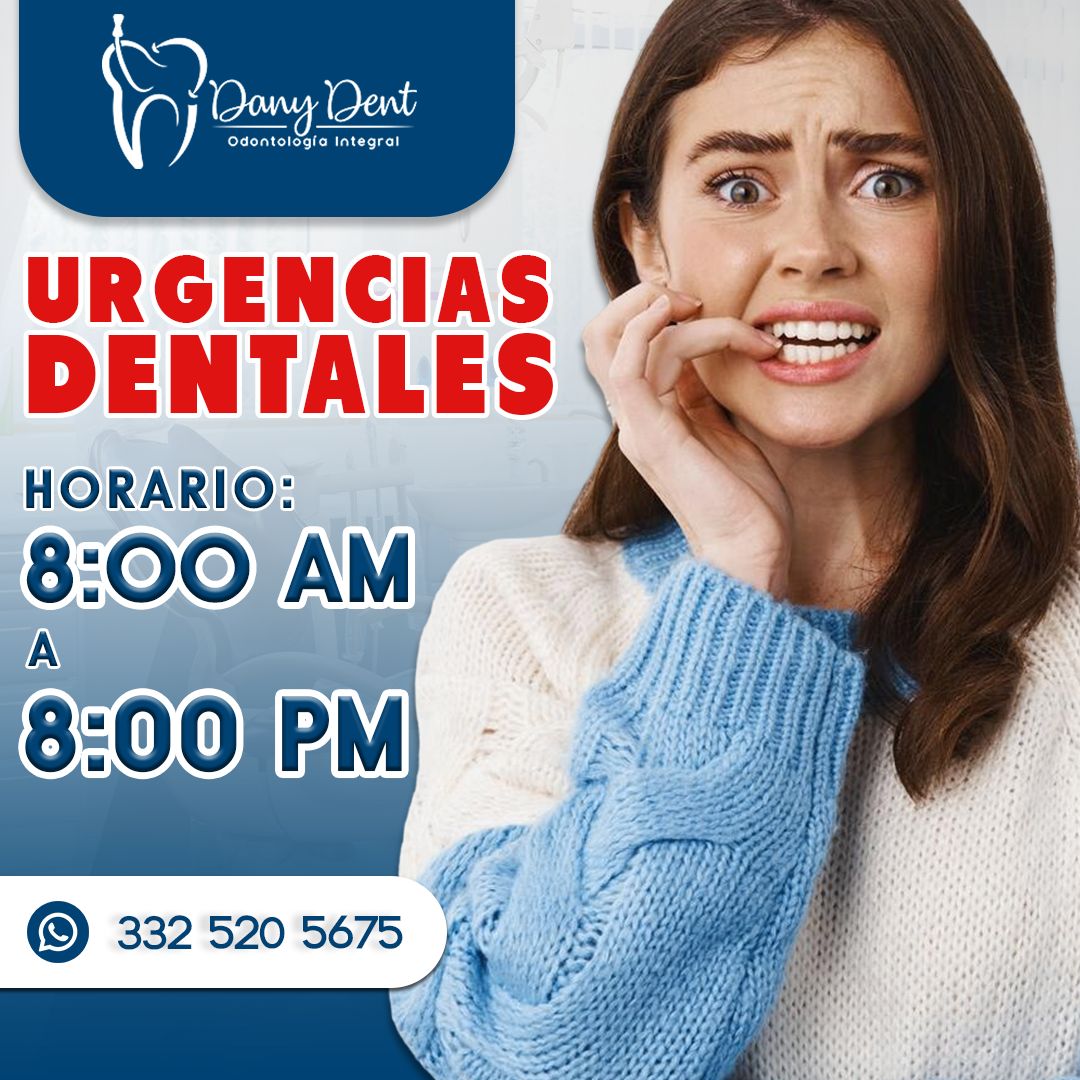 Dany Dent
Odontología Integral
URGENCIAS
DENTALES
HORARIO:
8:00 AM
A
8:00 PM
332 520 5675